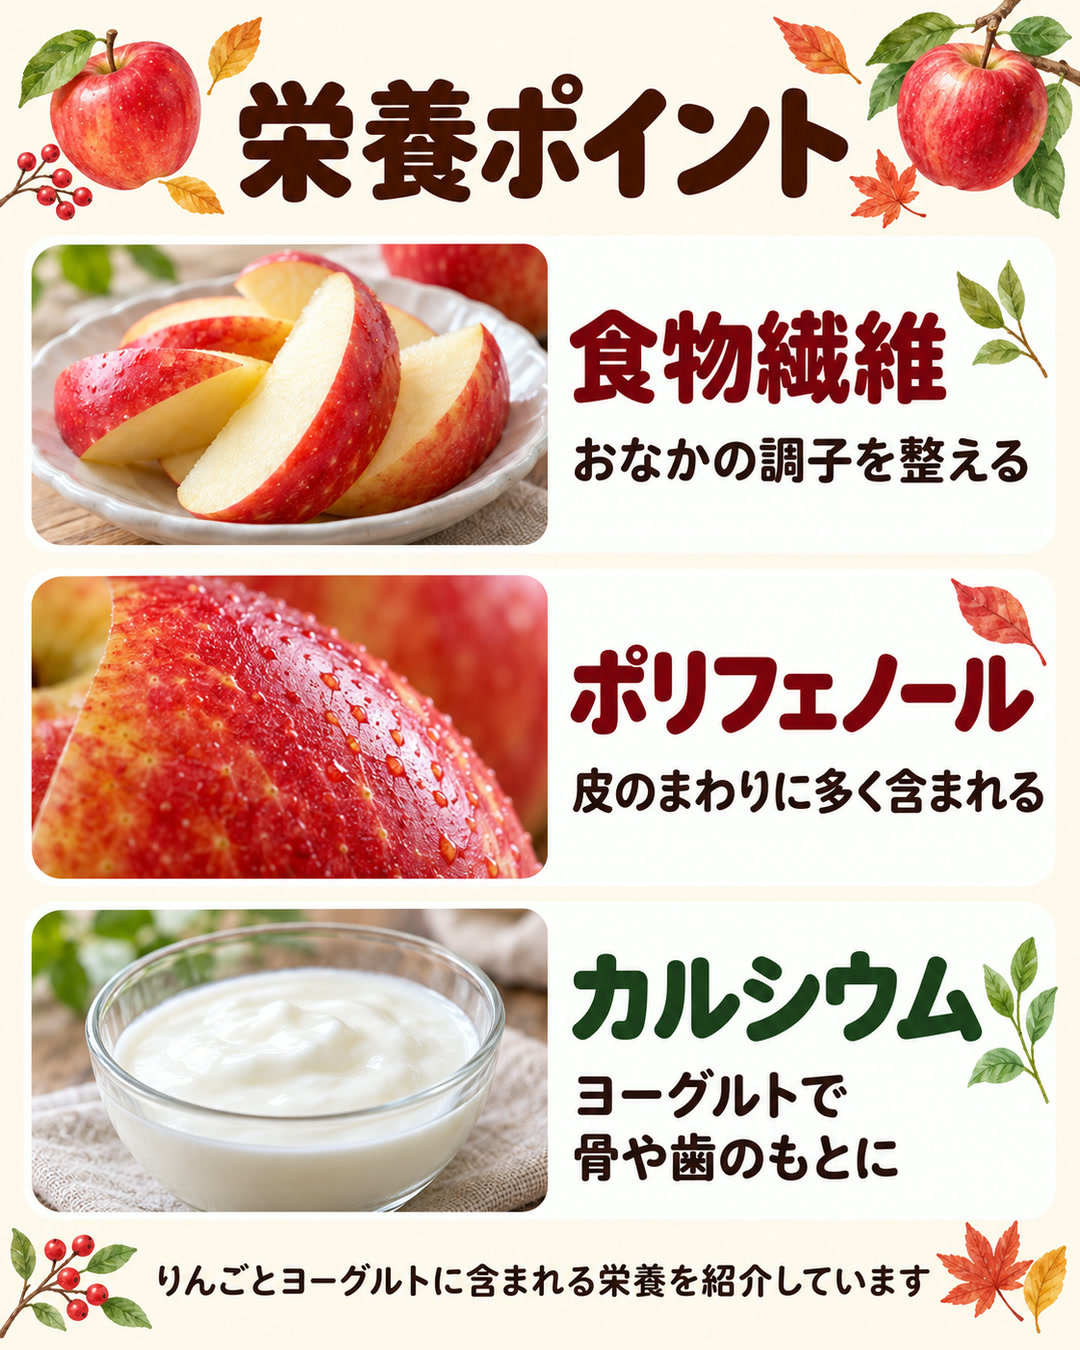 栄養ポイント
食物繊維
おなかの調子を整える
ポリフェノール
皮のまわりに多く含まれる
カルシウム
ヨーグルトで
骨や歯のもとに
りんごとヨーグルトに含まれる栄養を紹介しています